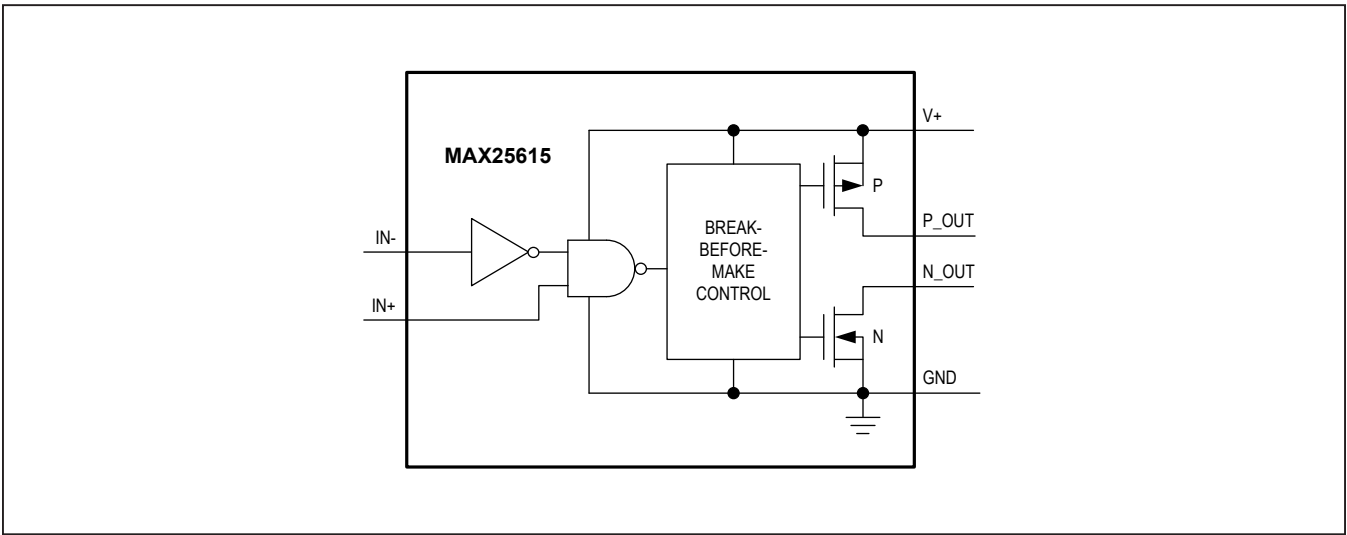 V+
MAX25615
P
BREAK-
BEFORE-
MAKE
CONTROL
P_OUT
IN-
N_OUT
IN+
N
GND